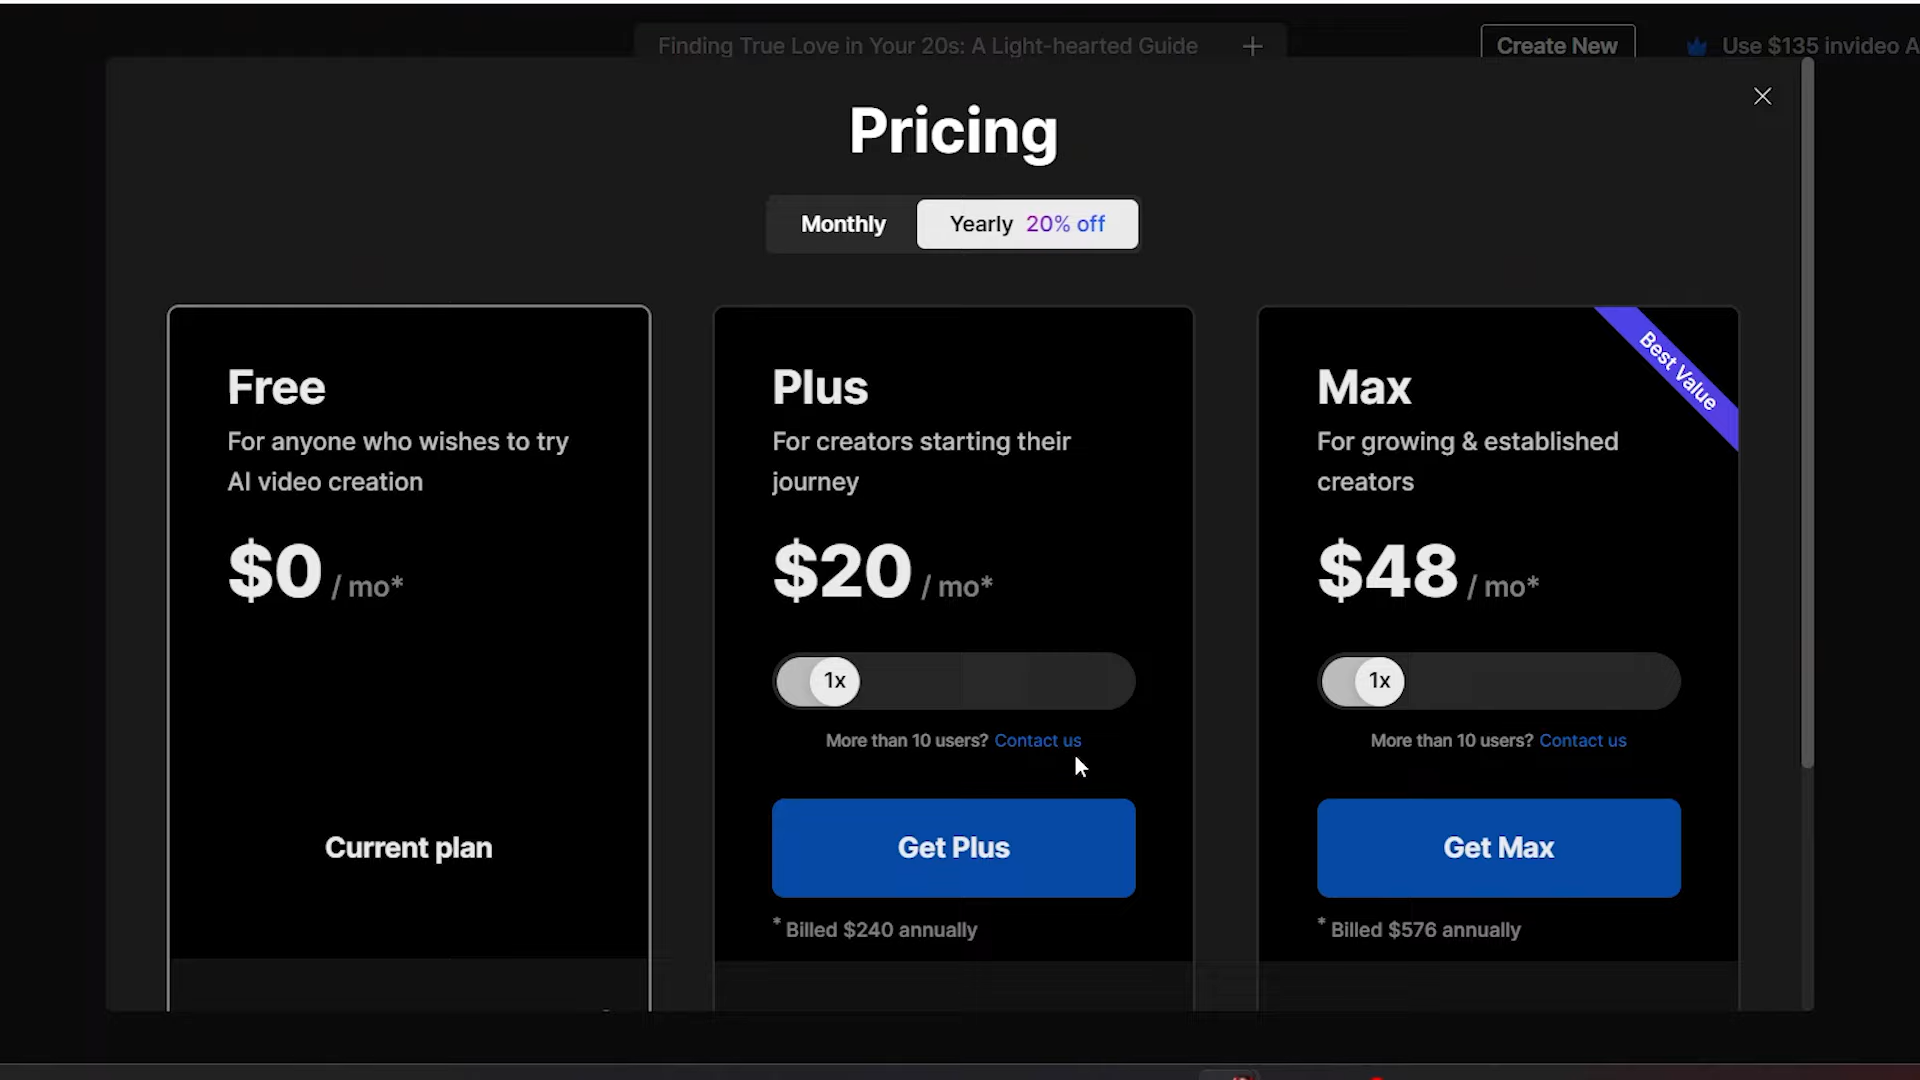 Finding True Love in Your 20s: A Light-hearted Guide +
Create New
Use $135 invideo A
Pricing
Monthly
Yearly 20% off
Free
For anyone who wishes to try
AI video creation
$0 / mo*
Current plan
Plus
For creators starting their
journey
$20 / mo*
1x
More than 10 users? Contact us
Get Plus
* Billed $240 annually
Best Value
Max
For growing & established
creators
$48 / mo*
1x
More than 10 users? Contact us
Get Max
* Billed $576 annually